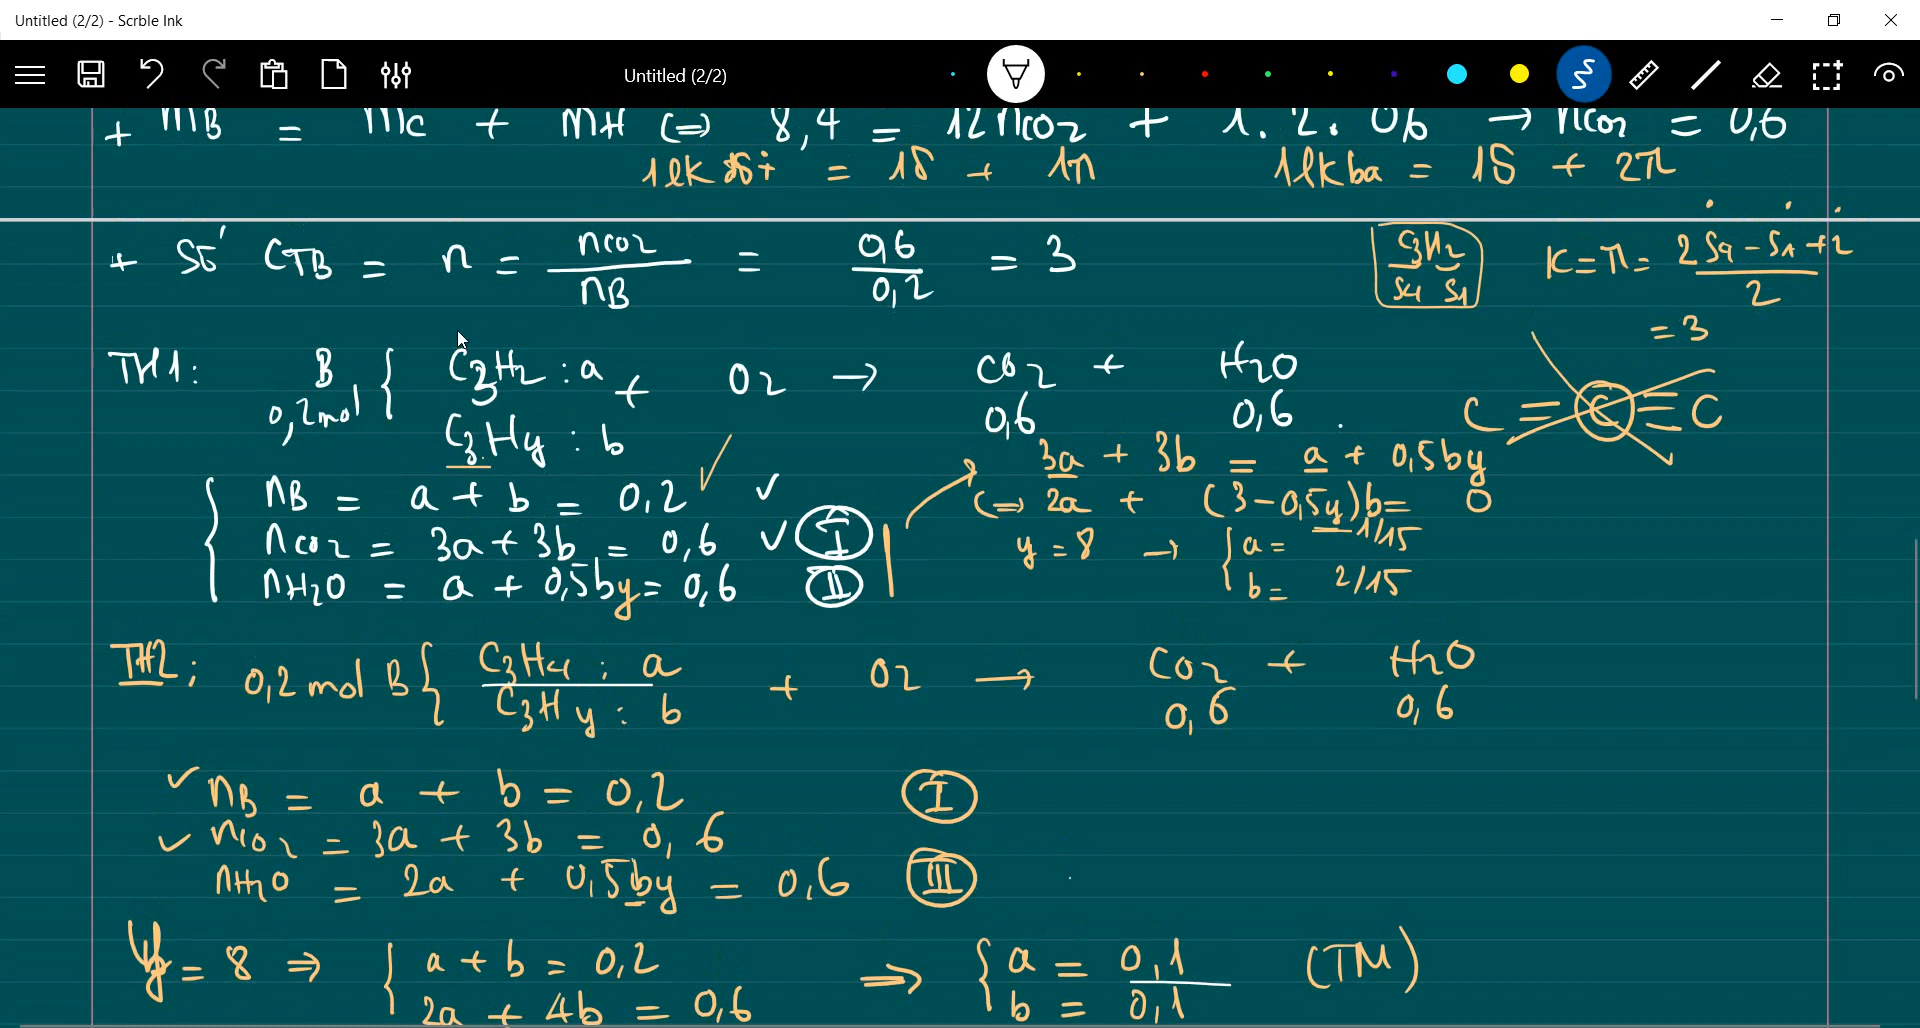 Untitled (2/2) - Scrble Ink
Untitled (2/2)
+ mB = mC + mH (=) 8,4 = 12nCO2 + 1. 2. 0,6 → nCO2 = 0,6
1lk đôi = 1δ + 1π 1lk ba = 1δ + 2π
+ Số CTB = n = nCO2 / nB = 0,6 / 0,2 = 3
C3H2 K = π = (2S4 - S1 + 2) / 2
S4 S1
= 3
TH1: B { C3H2 : a + O2 → CO2 + H2O
0,2mol C3Hy : b 0,6 0,6
C ≡ C ≡ C
3a + 3b = a + 0,5by
nB = a + b = 0,2
(=) 2a + (3 - 0,5y)b = 0
nCO2 = 3a + 3b = 0,6 I
y = 8 → { a = 1/15
nH2O = a + 0,5by = 0,6 II
b = 2/15
TH2: 0,2 mol B { C3H4 : a + O2 → CO2 + H2O
C3Hy : b 0,6 0,6
nB = a + b = 0,2 I
nCO2 = 3a + 3b = 0,6
nH2O = 2a + 0,5by = 0,6 III
y = 8 ⇒ { a + b = 0,2 ⇒ { a = 0,1 (TM)
2a + 4b = 0,6 b = 0,1